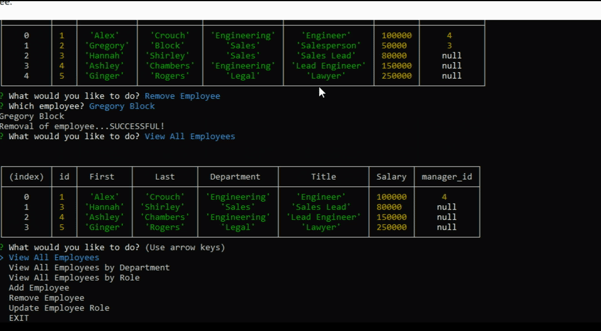 ee.
0 1 'Alex' 'Crouch' 'Engineering' 'Engineer' 100000 4
1 2 'Gregory' 'Block' 'Sales' 'Salesperson' 50000 3
2 3 'Hannah' 'Shirley' 'Sales' 'Sales Lead' 80000 null
3 4 'Ashley' 'Chambers' 'Engineering' 'Lead Engineer' 150000 null
4 5 'Ginger' 'Rogers' 'Legal' 'Lawyer' 250000 null
? What would you like to do? Remove Employee
? Which employee? Gregory Block
Gregory Block
Removal of employee...SUCCESSFUL!
? What would you like to do? View All Employees
(index) id First Last Department Title Salary manager_id
0 1 'Alex' 'Crouch' 'Engineering' 'Engineer' 100000 4
1 3 'Hannah' 'Shirley' 'Sales' 'Sales Lead' 80000 null
2 4 'Ashley' 'Chambers' 'Engineering' 'Lead Engineer' 150000 null
3 5 'Ginger' 'Rogers' 'Legal' 'Lawyer' 250000 null
? What would you like to do? (Use arrow keys)
> View All Employees
View All Employees by Department
View All Employees by Role
Add Employee
Remove Employee
Update Employee Role
EXIT